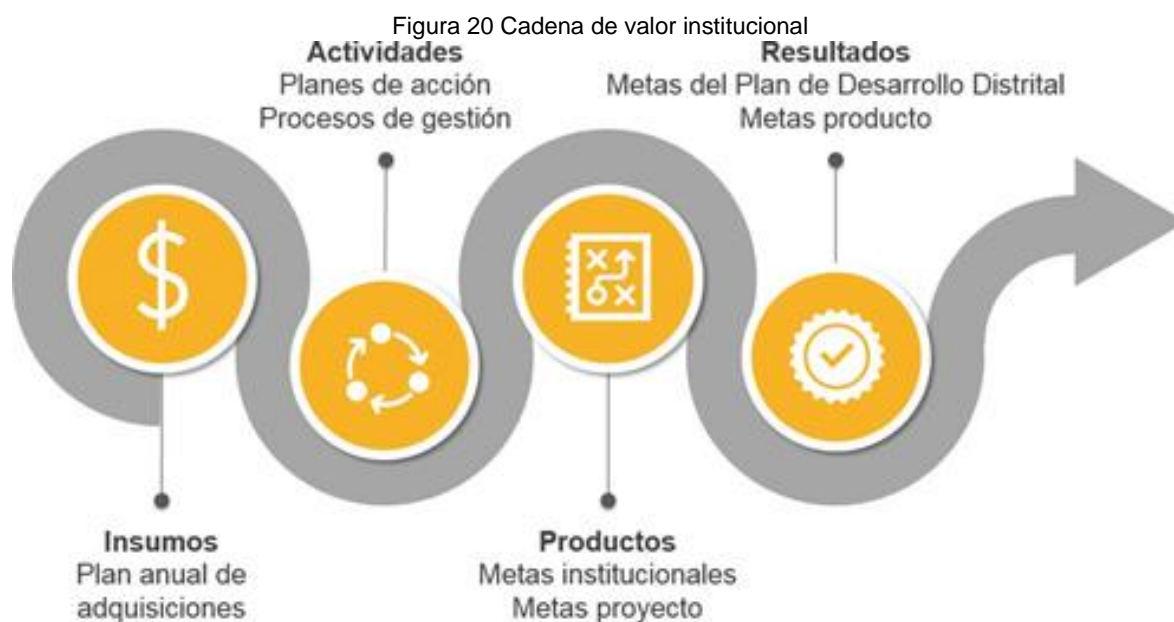 Figura 20 Cadena de valor institucional
Actividades
Planes de acción
Procesos de gestión
Resultados
Metas del Plan de Desarrollo Distrital
Metas producto
Insumos
Plan anual de
adquisiciones
Productos
Metas institucionales
Metas proyecto